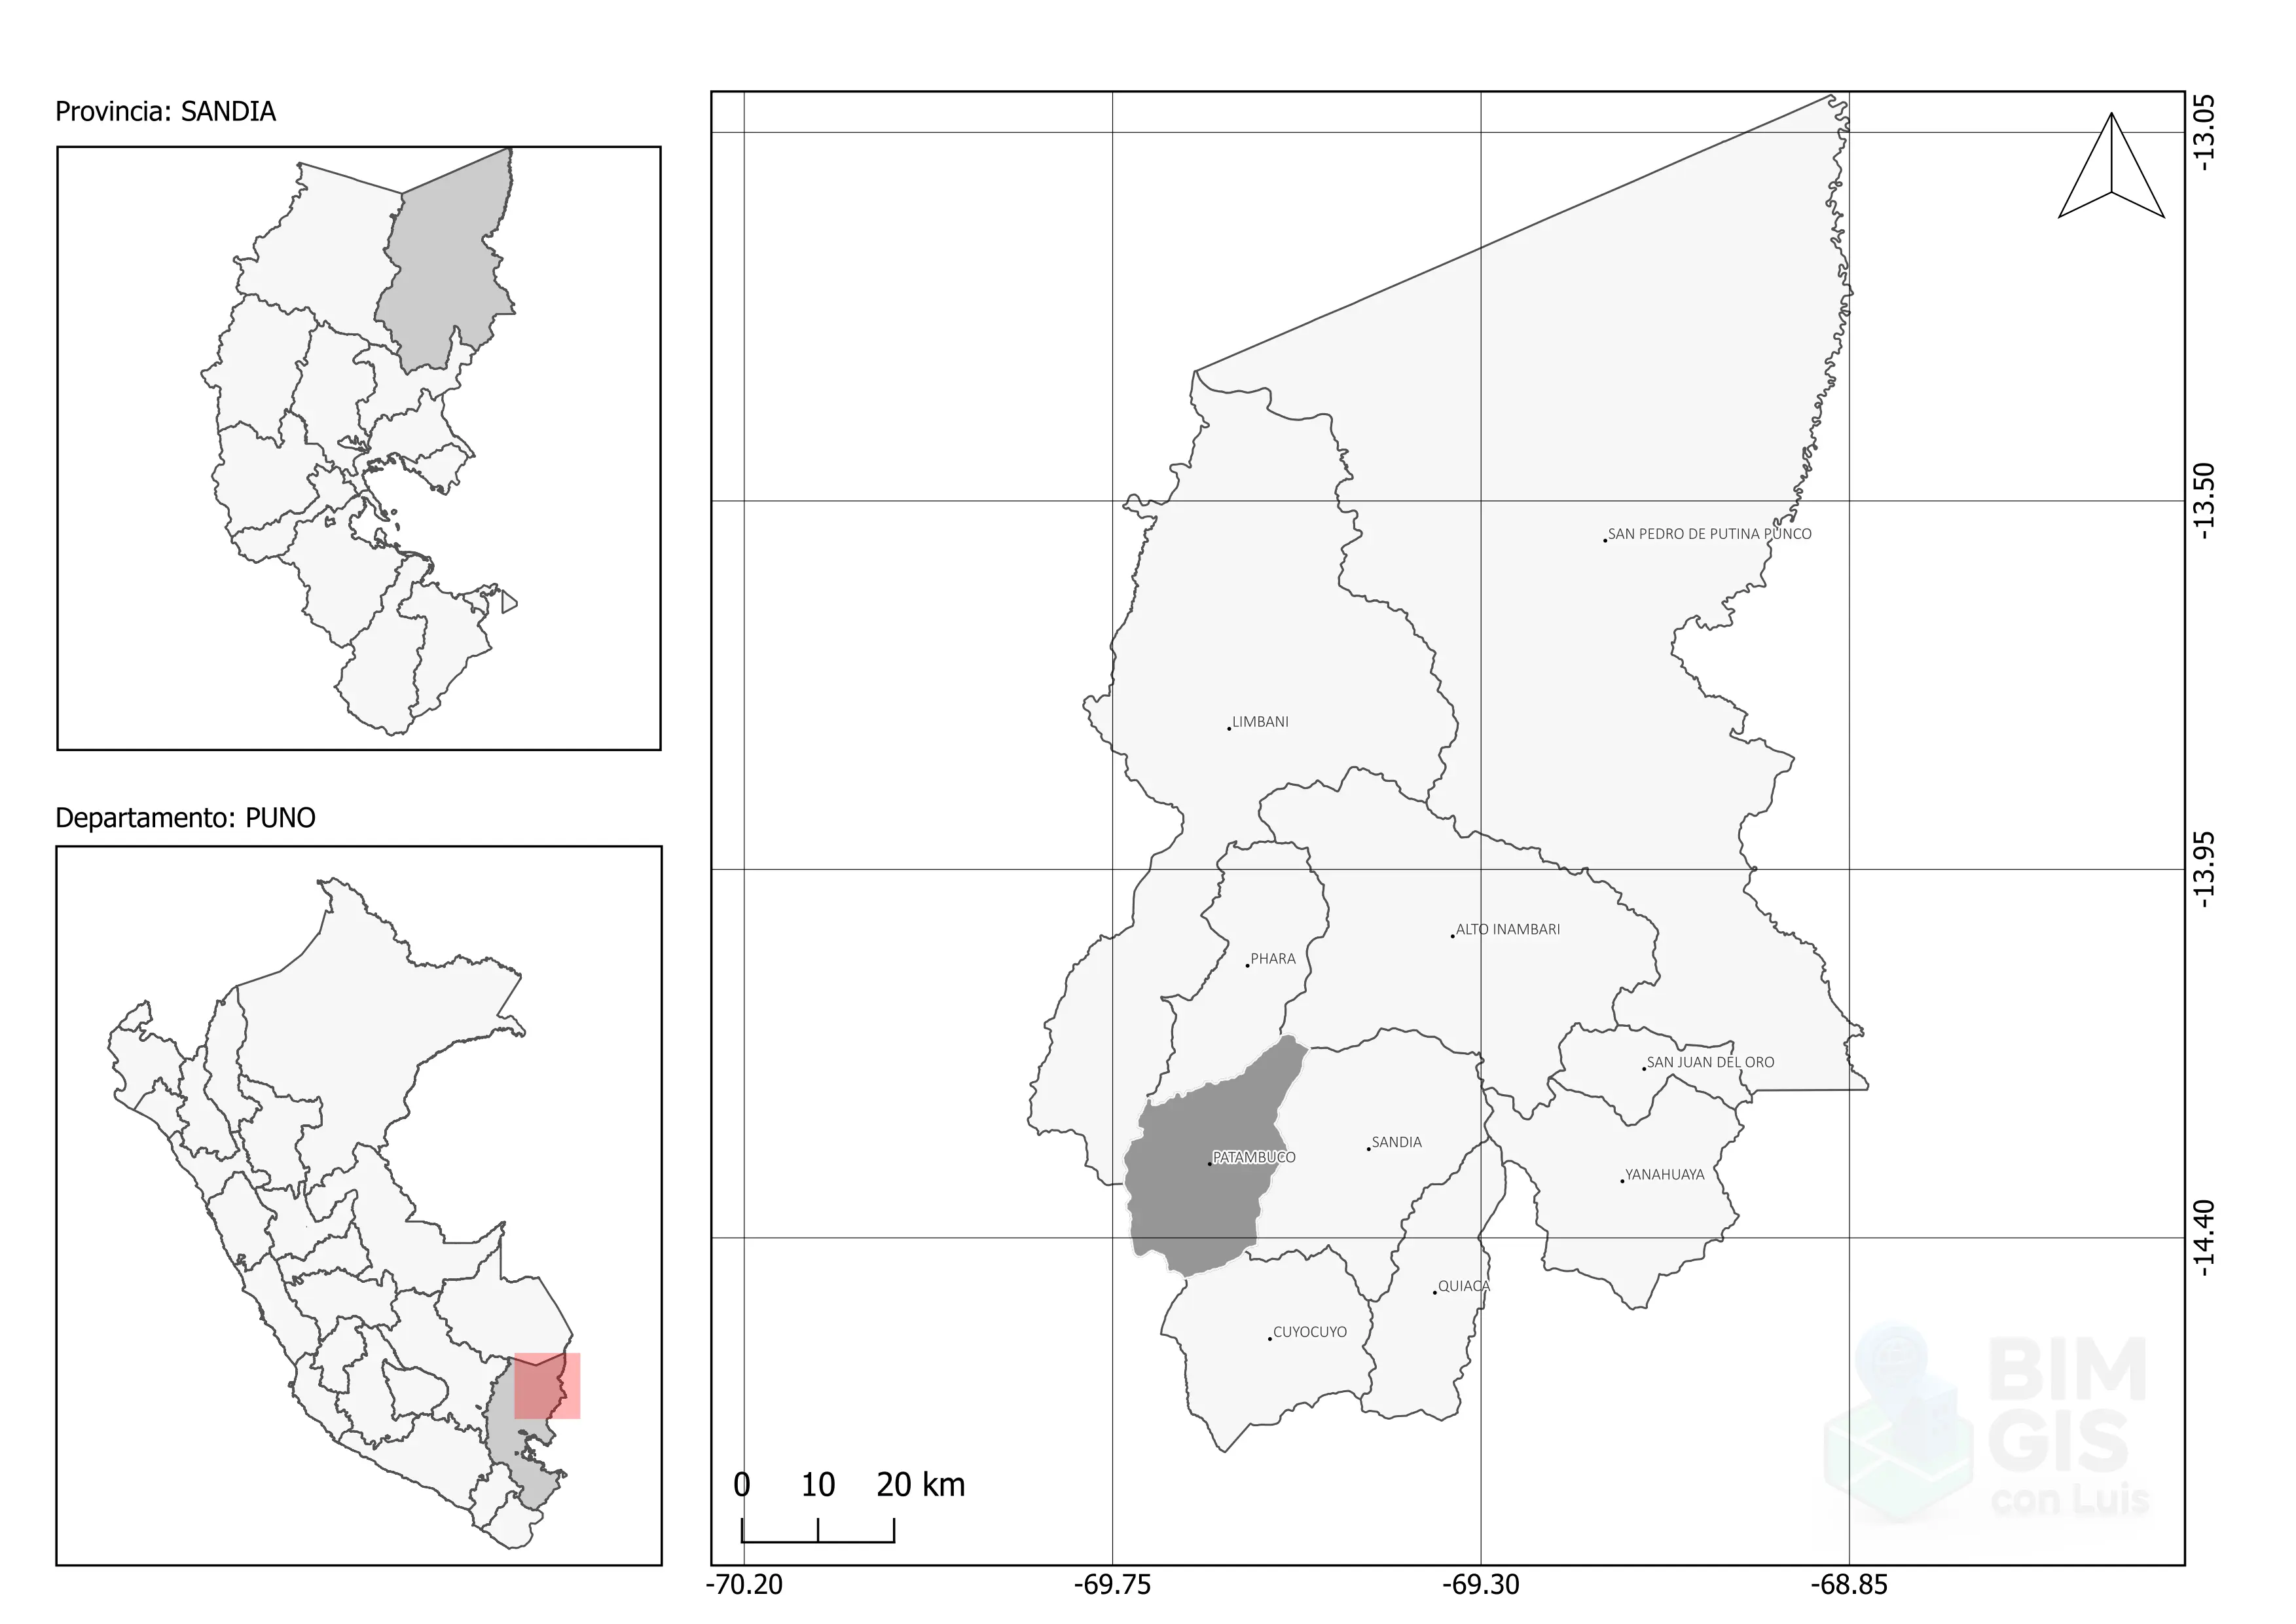 Provincia: SANDIA
Departamento: PUNO
SAN PEDRO DE PUTINA PUNCO
LIMBANI
ALTO INAMBARI
PHARA
SAN JUAN DEL ORO
SANDIA
PATAMBUCO
YANAHUAYA
QUIACA
CUYOCUYO
-13.05
-13.50
-13.95
-14.40
0 10 20 km
-70.20 -69.75 -69.30 -68.85
BIM
GIS
con Luis